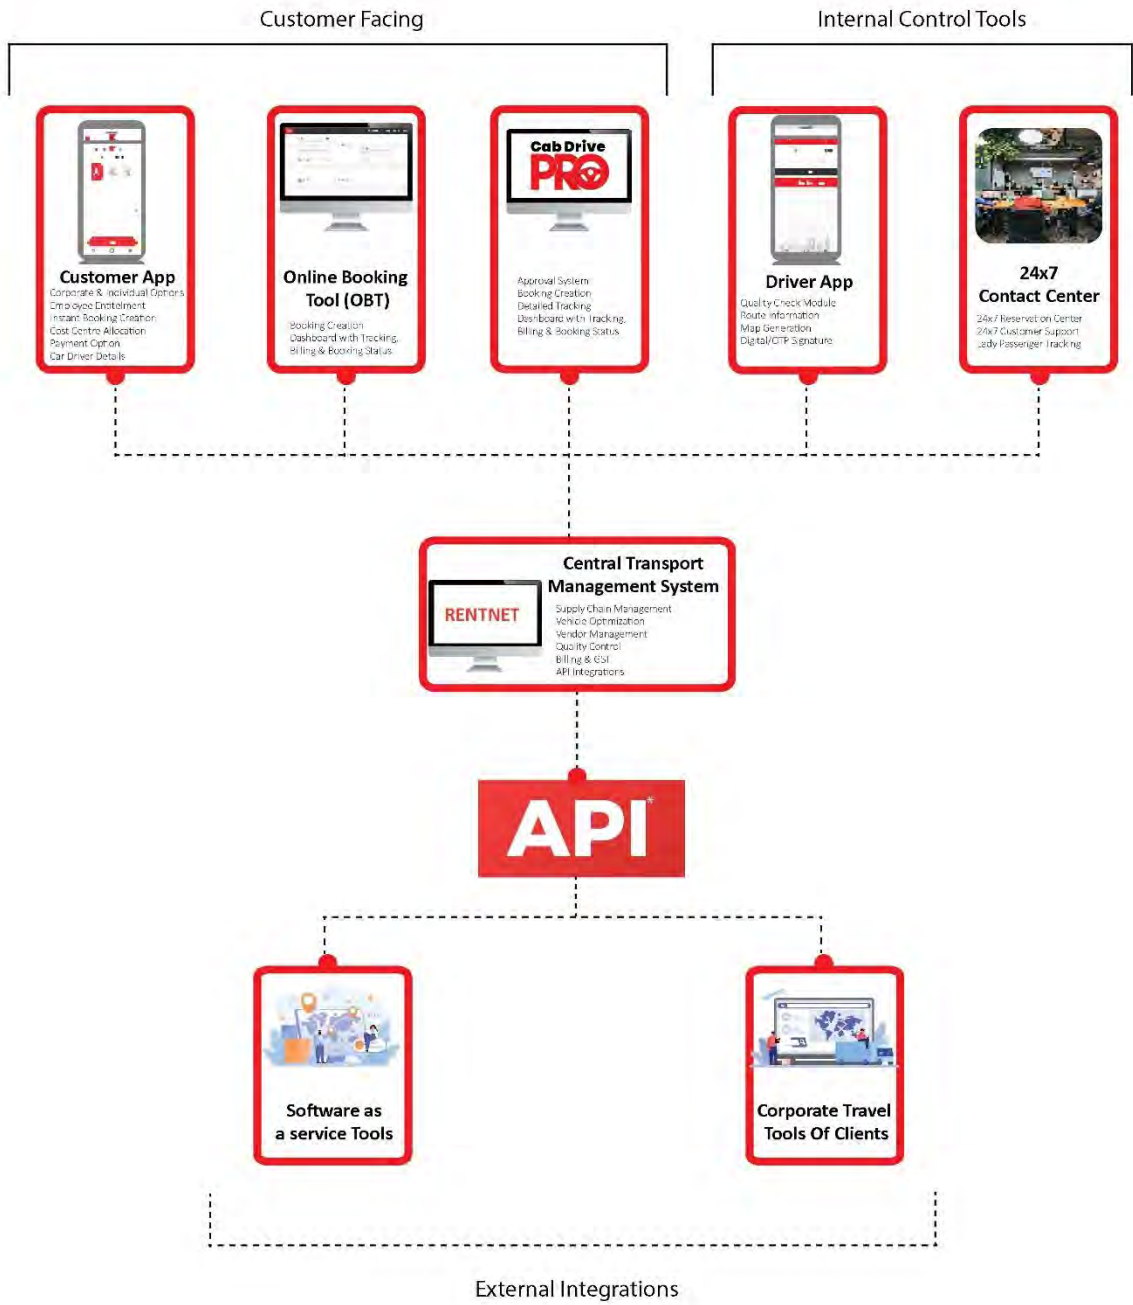 Customer Facing
Internal Control Tools
Customer App
Corporate & Individual Options
Employee Entitelment
Instant Booking Creation
Cost Centre Allocation
Payment Option
Car Driver Details
Online Booking
Tool (OBT)
Booking Creation
Dashboard with Tracking,
Billing & Booking Status
Cab Drive
PRO
Approval System
Booking Creation
Detailed Tracking
Dashboard with Tracking,
Billing & Booking Status
Driver App
Quality Check Module
Route Information
Map Generation
Digital/OTP Signature
24x7
Contact Center
24x7 Reservation Center
24x7 Customer Support
Lady Passenger Tracking
RENTNET
Central Transport
Management System
Supply Chain Management
Vehicle Optimization
Vendor Management
Quality Control
Billing & GST
API Integrations
API*
Software as
a service Tools
Corporate Travel
Tools Of Clients
External Integrations